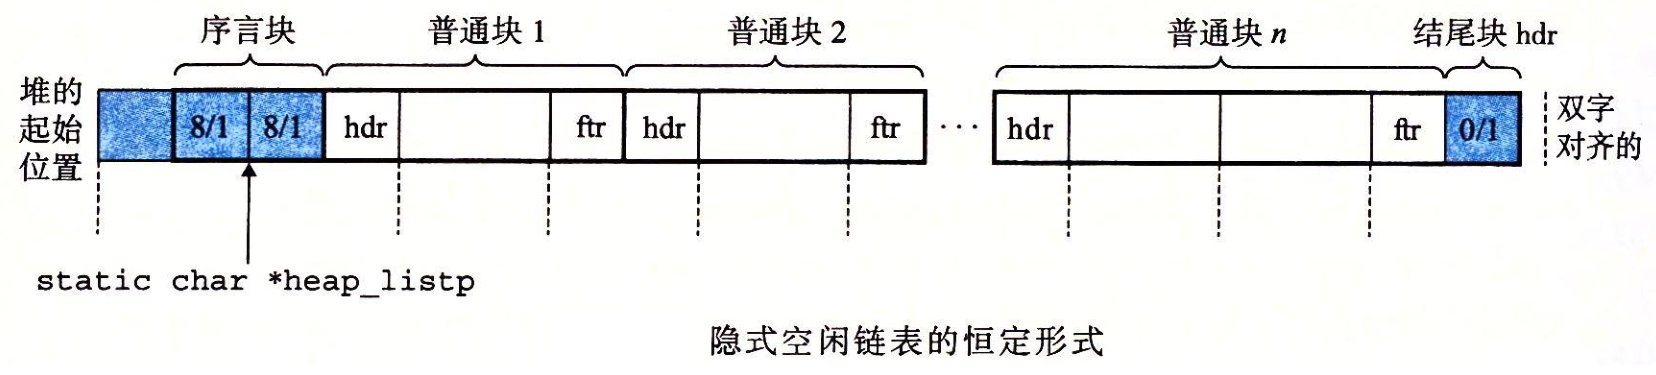 序言块 普通块 1 普通块 2 普通块 n 结尾块 hdr
堆的
起始
位置
8/1 8/1 hdr ftr hdr ftr ··· hdr ftr 0/1
双字
对齐的
static char *heap_listp
隐式空闲链表的恒定形式